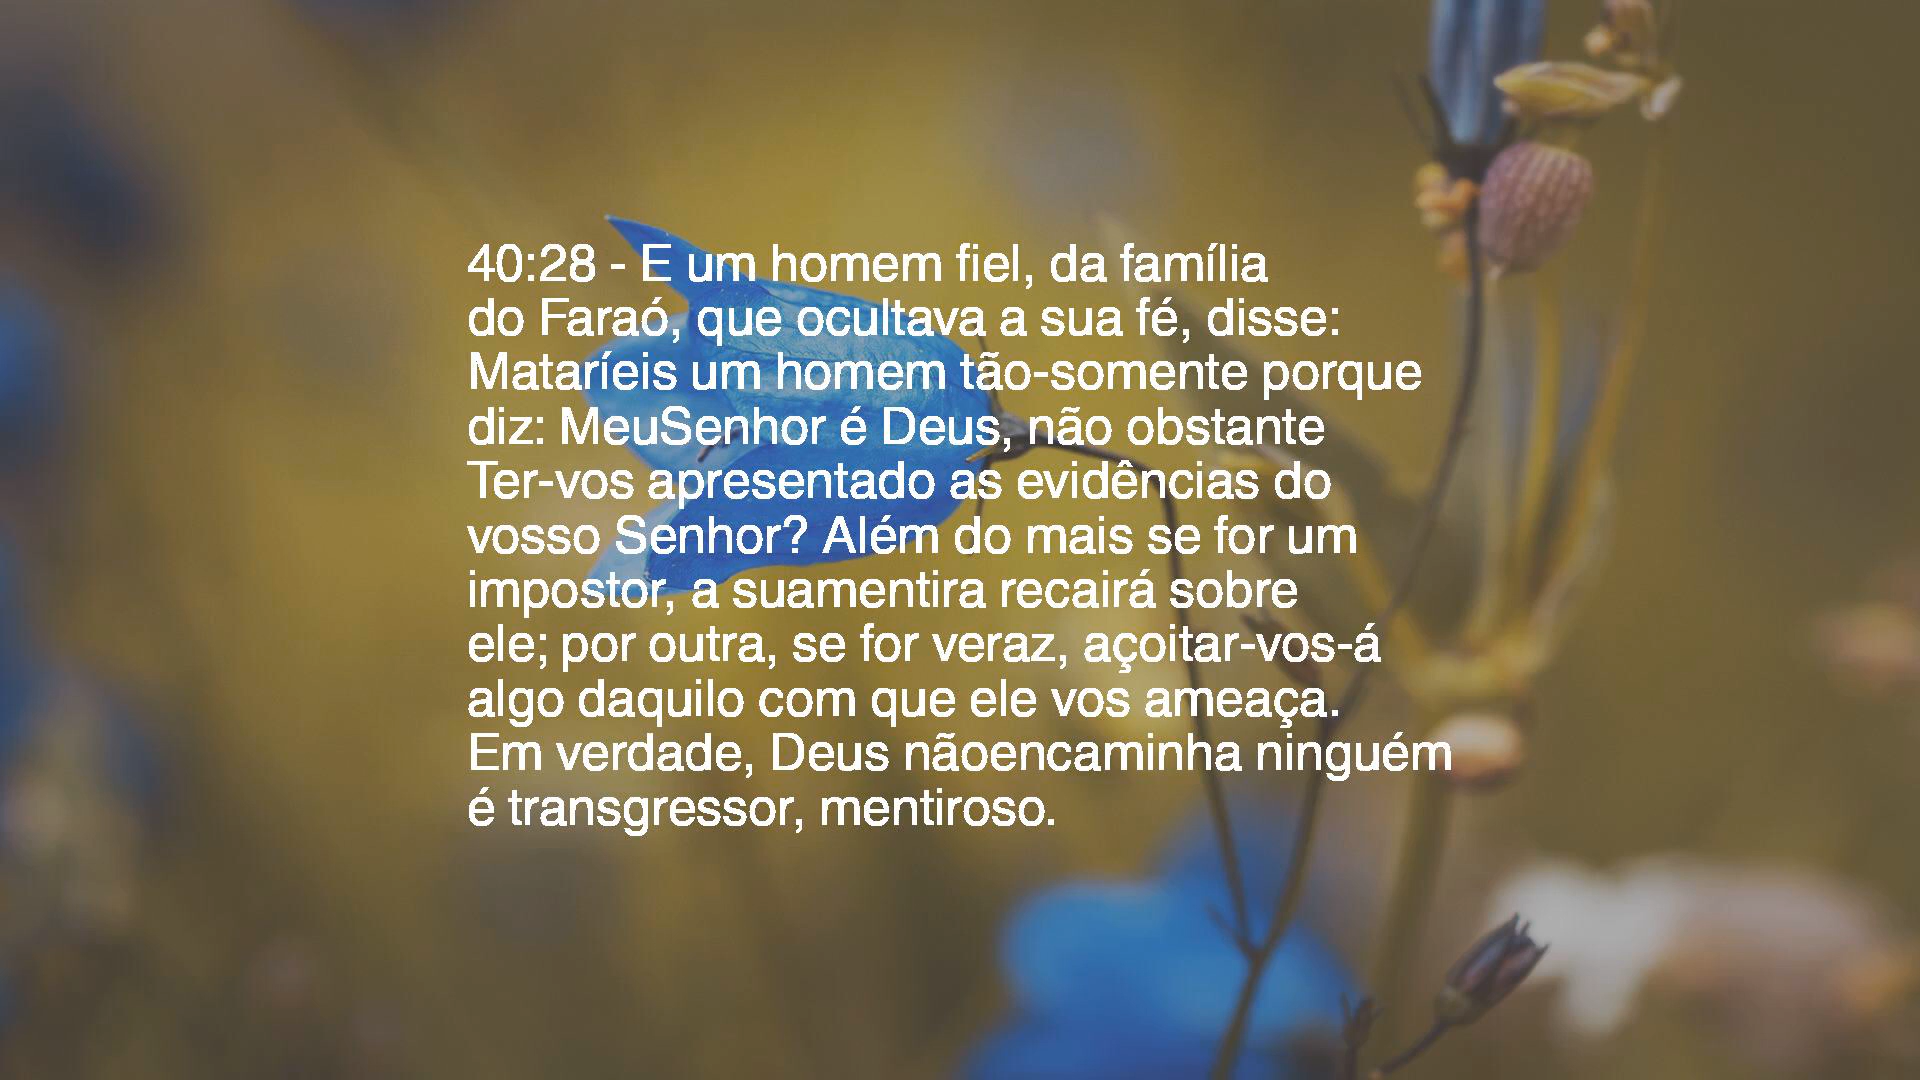 40:28 - E um homem fiel, da família
do Faraó, que ocultava a sua fé, disse:
Mataríeis um homem tão-somente porque
diz: MeuSenhor é Deus, não obstante
Ter-vos apresentado as evidências do
vosso Senhor? Além do mais se for um
impostor, a suamentira recairá sobre
ele; por outra, se for veraz, açoitar-vos-á
algo daquilo com que ele vos ameaça.
Em verdade, Deus nãoencaminha ninguém
é transgressor, mentiroso.